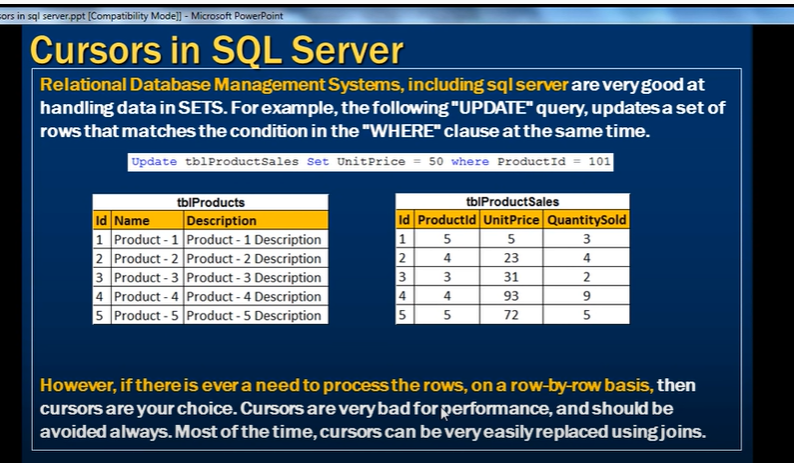 ors in sql server.ppt [Compatibility Mode]] - Microsoft PowerPoint
Cursors in SQL Server
Relational Database Management Systems, including sql server are very good at
handling data in SETS. For example, the following "UPDATE" query, updates a set of
rows that matches the condition in the "WHERE" clause at the same time.
Update tblProductSales Set UnitPrice = 50 where ProductId = 101
tblProducts
Id Name Description
1 Product - 1 Product - 1 Description
2 Product - 2 Product - 2 Description
3 Product - 3 Product - 3 Description
4 Product - 4 Product - 4 Description
5 Product - 5 Product - 5 Description
tblProductSales
Id ProductId UnitPrice QuantitySold
1 5 5 3
2 4 23 4
3 3 31 2
4 4 93 9
5 5 72 5
However, if there is ever a need to process the rows, on a row-by-row basis, then
cursors are your choice. Cursors are very bad for performance, and should be
avoided always. Most of the time, cursors can be very easily replaced using joins.